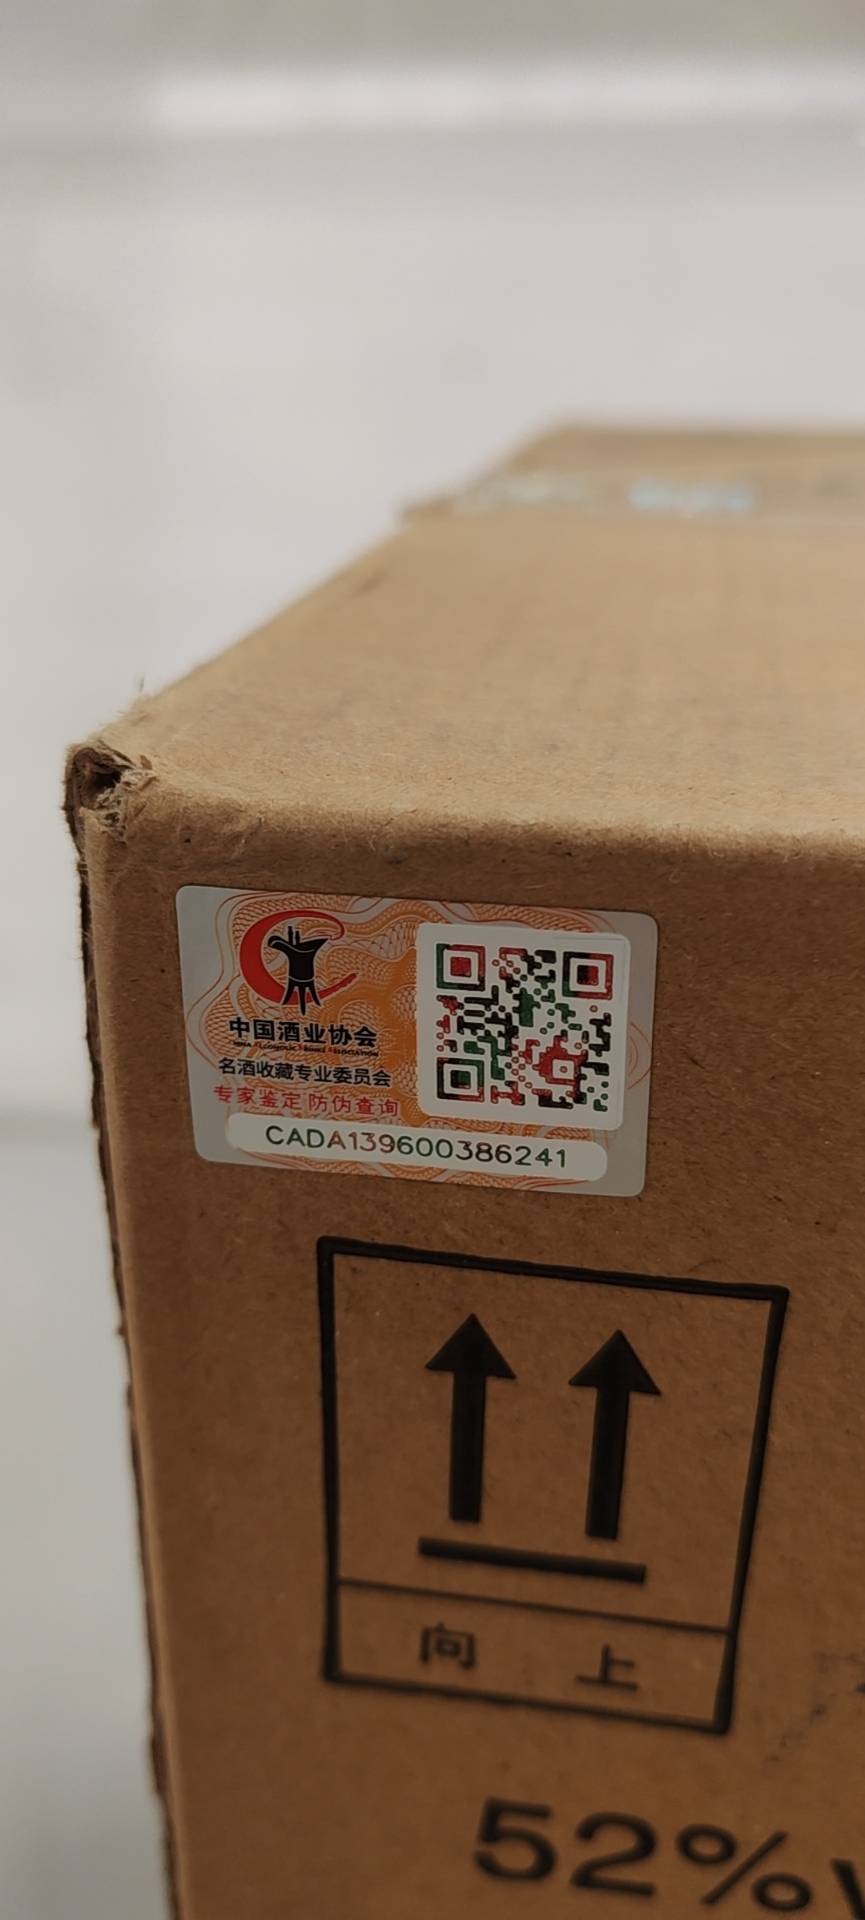 中国酒业协会
名酒收藏专业委员会
专家鉴定 防伪查询
CADA139600386241
向上
52%V